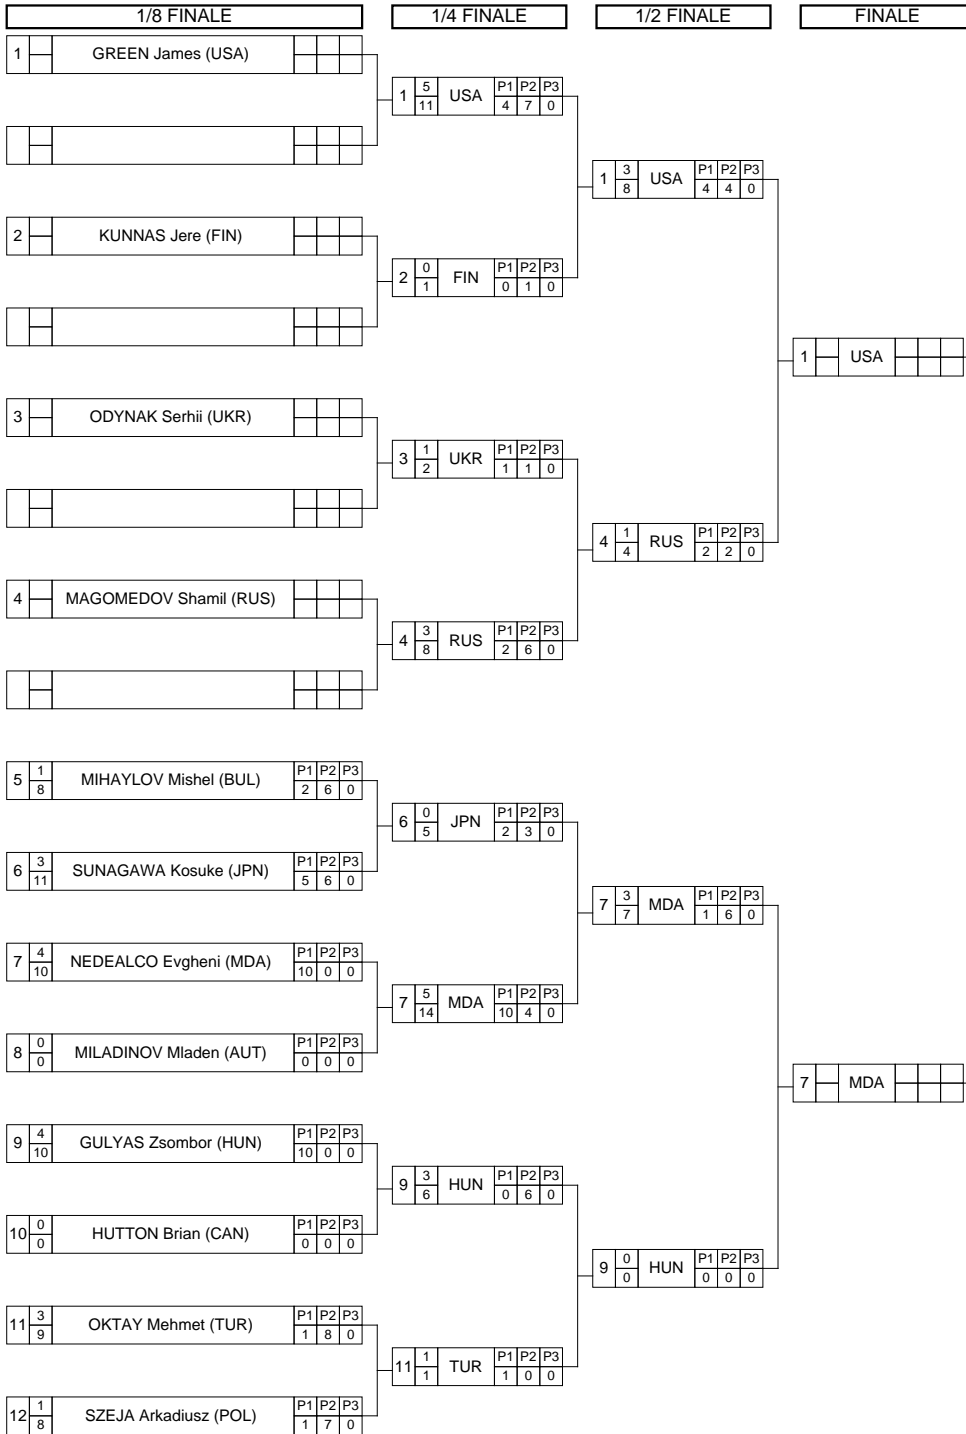 1/8 FINALE 1/4 FINALE 1/2 FINALE FINALE
1 GREEN James (USA)
1 5 11 USA P1 P2 P3 4 7 0
1 3 8 USA P1 P2 P3 4 4 0
2 KUNNAS Jere (FIN)
2 0 1 FIN P1 P2 P3 0 1 0
1 USA
3 ODYNAK Serhii (UKR)
3 1 2 UKR P1 P2 P3 1 1 0
4 1 4 RUS P1 P2 P3 2 2 0
4 MAGOMEDOV Shamil (RUS)
4 3 8 RUS P1 P2 P3 2 6 0
5 1 8 MIHAYLOV Mishel (BUL) P1 P2 P3 2 6 0
6 0 5 JPN P1 P2 P3 2 3 0
6 3 11 SUNAGAWA Kosuke (JPN) P1 P2 P3 5 6 0
7 3 7 MDA P1 P2 P3 1 6 0
7 4 10 NEDEALCO Evgheni (MDA) P1 P2 P3 10 0 0
7 5 14 MDA P1 P2 P3 10 4 0
8 0 0 MILADINOV Mladen (AUT) P1 P2 P3 0 0 0
7 MDA
9 4 10 GULYAS Zsombor (HUN) P1 P2 P3 10 0 0
9 3 6 HUN P1 P2 P3 0 6 0
10 0 0 HUTTON Brian (CAN) P1 P2 P3 0 0 0
9 0 0 HUN P1 P2 P3 0 0 0
11 3 9 OKTAY Mehmet (TUR) P1 P2 P3 1 8 0
11 1 1 TUR P1 P2 P3 1 0 0
12 1 8 SZEJA Arkadiusz (POL) P1 P2 P3 1 7 0